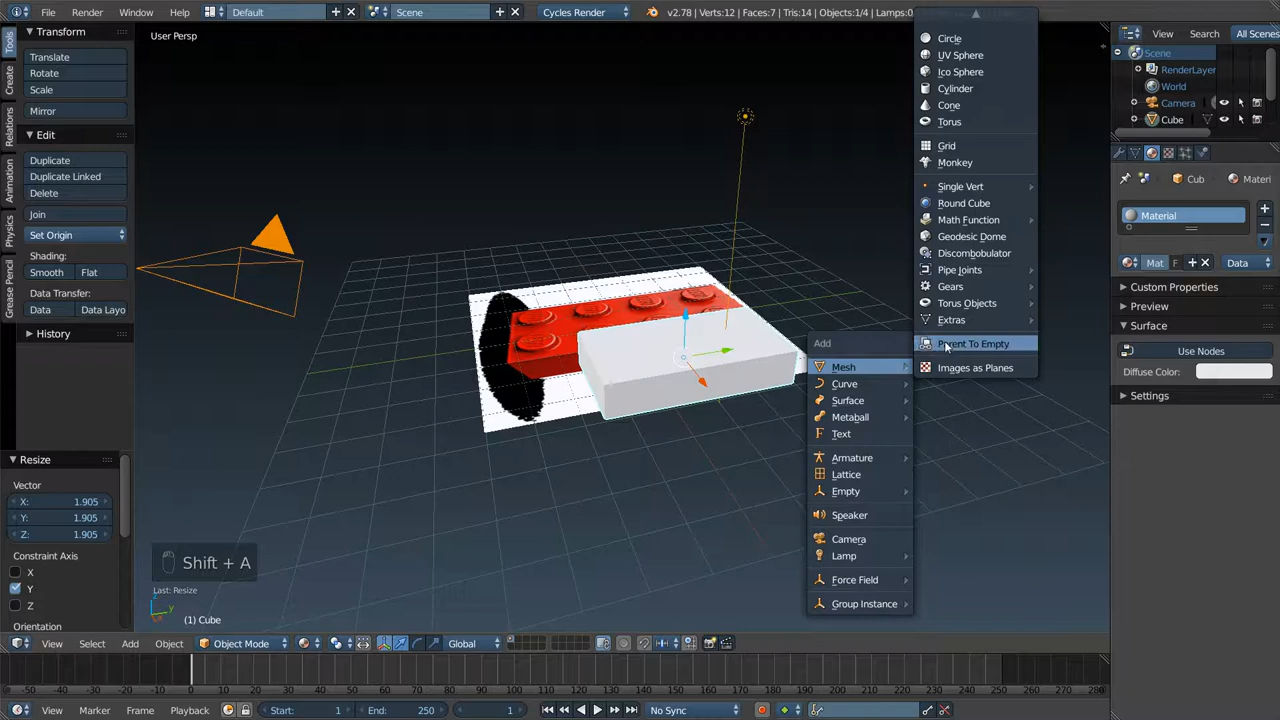 File Render Window Help Default Scene Cycles Render v2.78 | Verts:12 | Faces:7 | Tris:14 | Objects:1/4 | Lamps:0
View Search All Scenes
Tools
Create
Relations
Animation
Physics
Grease Pencil
Transform
Translate
Rotate
Scale
Mirror
Edit
Duplicate
Duplicate Linked
Delete
Join
Set Origin
Shading:
Smooth Flat
Data Transfer:
Data Data Layo
History
Resize
Vector
X: 1.905
Y: 1.905
Z: 1.905
Constraint Axis
X
Y
Z
Orientation
User Persp
Shift + A
Last: Resize
z
y
(1) Cube
Add
Mesh
Curve
Surface
Metaball
Text
Armature
Lattice
Empty
Speaker
Camera
Lamp
Force Field
Group Instance
Circle
UV Sphere
Ico Sphere
Cylinder
Cone
Torus
Grid
Monkey
Single Vert
Round Cube
Math Function
Geodesic Dome
Discombobulator
Pipe Joints
Gears
Torus Objects
Extras
Parent To Empty
Images as Planes
Scene
RenderLayer
World
Camera
Cube
Cub Materi
Material
Mat F Data
Custom Properties
Preview
Surface
Use Nodes
Diffuse Color:
Settings
View Select Add Object Object Mode Global
-50 -40 -30 -20 -10 0 10 20 30 40 50 60 70 80 90 100 110 120 130 140 150 160 170 180 190 200 210 220 230 240 250 260 270 280
View Marker Frame Playback Start: 1 End: 250 1 No Sync